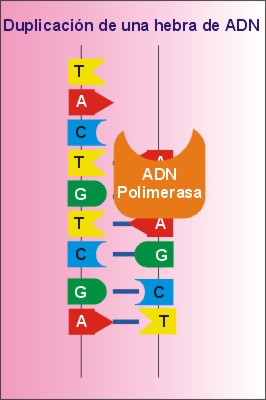 Duplicación de una hebra de ADN
T
A
C
T A
ADN
G Polimerasa
T A
C G
G C
A T